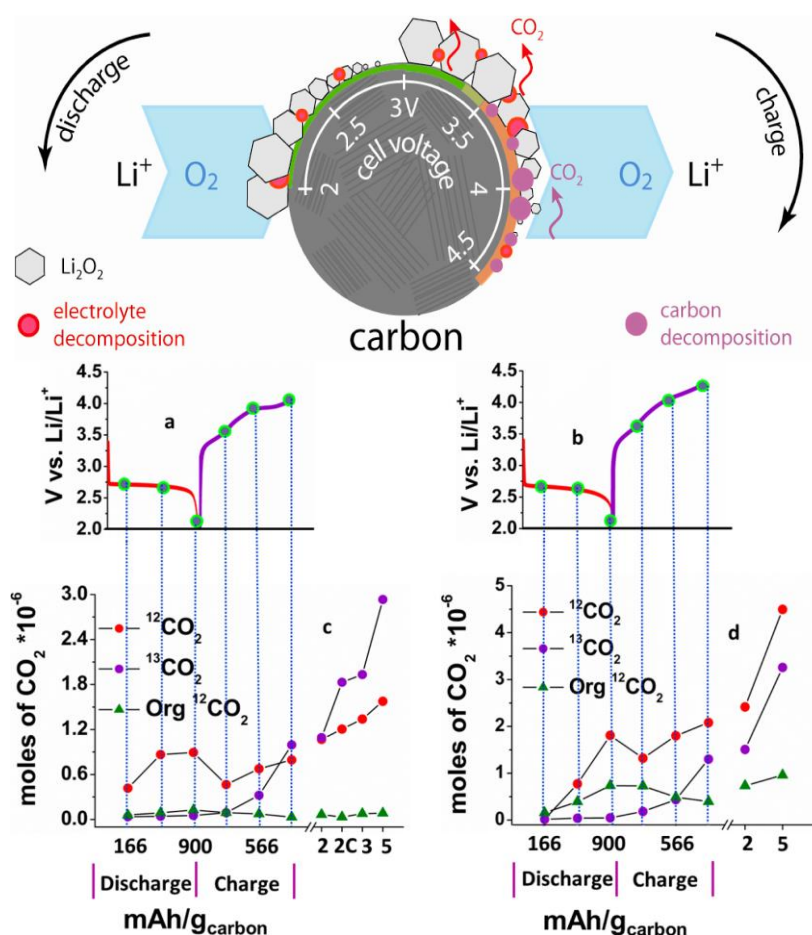 discharge
charge
CO₂
CO₂
3V
2.5
3.5
2
4
4.5
cell voltage
Li⁺
O₂
O₂
Li⁺
Li₂O₂
electrolyte
decomposition
carbon
decomposition
carbon
V vs. Li/Li⁺
4.5
4.0
3.5
3.0
2.5
2.0
a
V vs. Li/Li⁺
4.5
4.0
3.5
3.0
2.5
2.0
b
moles of CO₂ *10⁻⁶
3.0
2.4
1.8
1.2
0.6
0.0
¹²CO₂
¹³CO₂
Org ¹²CO₂
c
166 900 566 2 2C 3 5
Discharge Charge
mAh/g_carbon
moles of CO₂ *10⁻⁶
5
4
3
2
1
0
¹²CO₂
¹³CO₂
Org ¹²CO₂
d
166 900 566 2 5
Discharge Charge
mAh/g_carbon